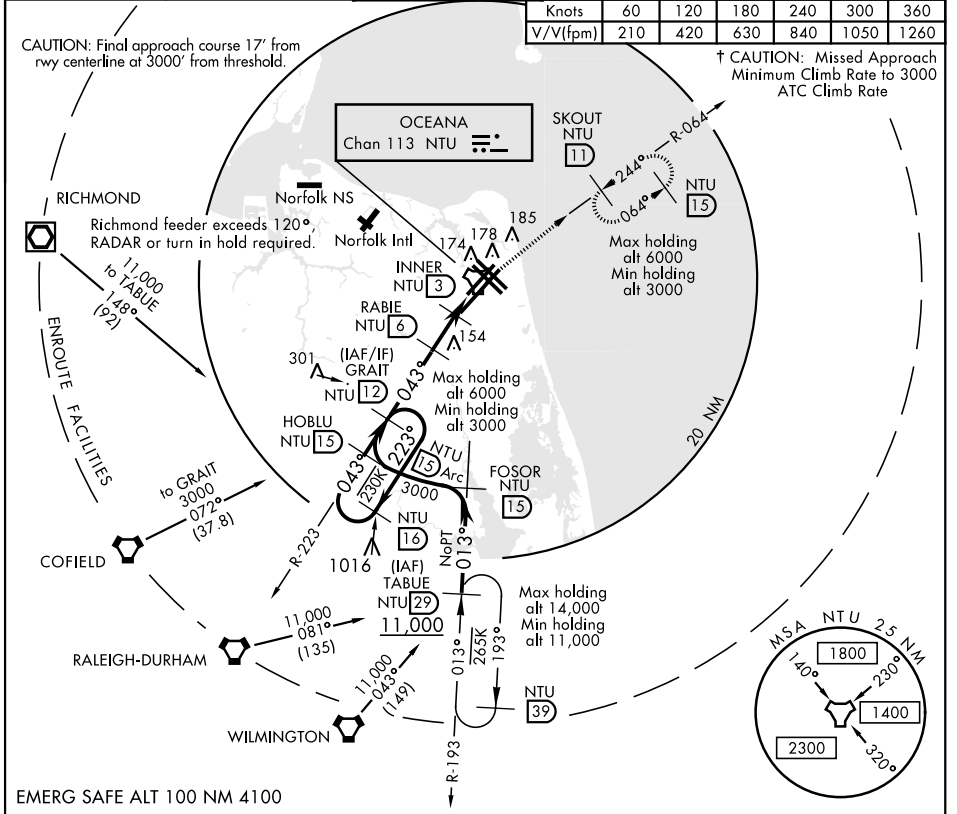 Knots 60 120 180 240 300 360
V/V(fpm) 210 420 630 840 1050 1260
CAUTION: Final approach course 17' from
rwy centerline at 3000' from threshold.
† CAUTION: Missed Approach
Minimum Climb Rate to 3000
ATC Climb Rate
OCEANA
Chan 113 NTU
SKOUT
NTU
11
R-064
244°
064°
NTU
15
Max holding
alt 6000
Min holding
alt 3000
RICHMOND
Richmond feeder exceeds 120°,
RADAR or turn in hold required.
11,000
to TABUE
148°
(92)
Norfolk NS
Norfolk Intl
174
178
185
INNER
NTU 3
RABIE
NTU 6
154
301
(IAF/IF)
GRAIT
NTU 12
043°
Max holding
alt 6000
Min holding
alt 3000
20 NM
ENROUTE FACILITIES
HOBLU
NTU 15
043°
223°
230K
NTU
15 Arc
3000
FOSOR
NTU
15
to GRAIT
3000
072°
(37.8)
COFIELD
R-223
NTU
16
1016
NoPT
013°
(IAF)
TABUE
NTU 29
11,000
Max holding
alt 14,000
Min holding
alt 11,000
11,000
081°
(135)
RALEIGH-DURHAM
11,000
043°
(149)
WILMINGTON
013°
265K
193°
NTU
39
R-193
MSA NTU 25 NM
1800
140°
230°
1400
2300
320°
EMERG SAFE ALT 100 NM 4100